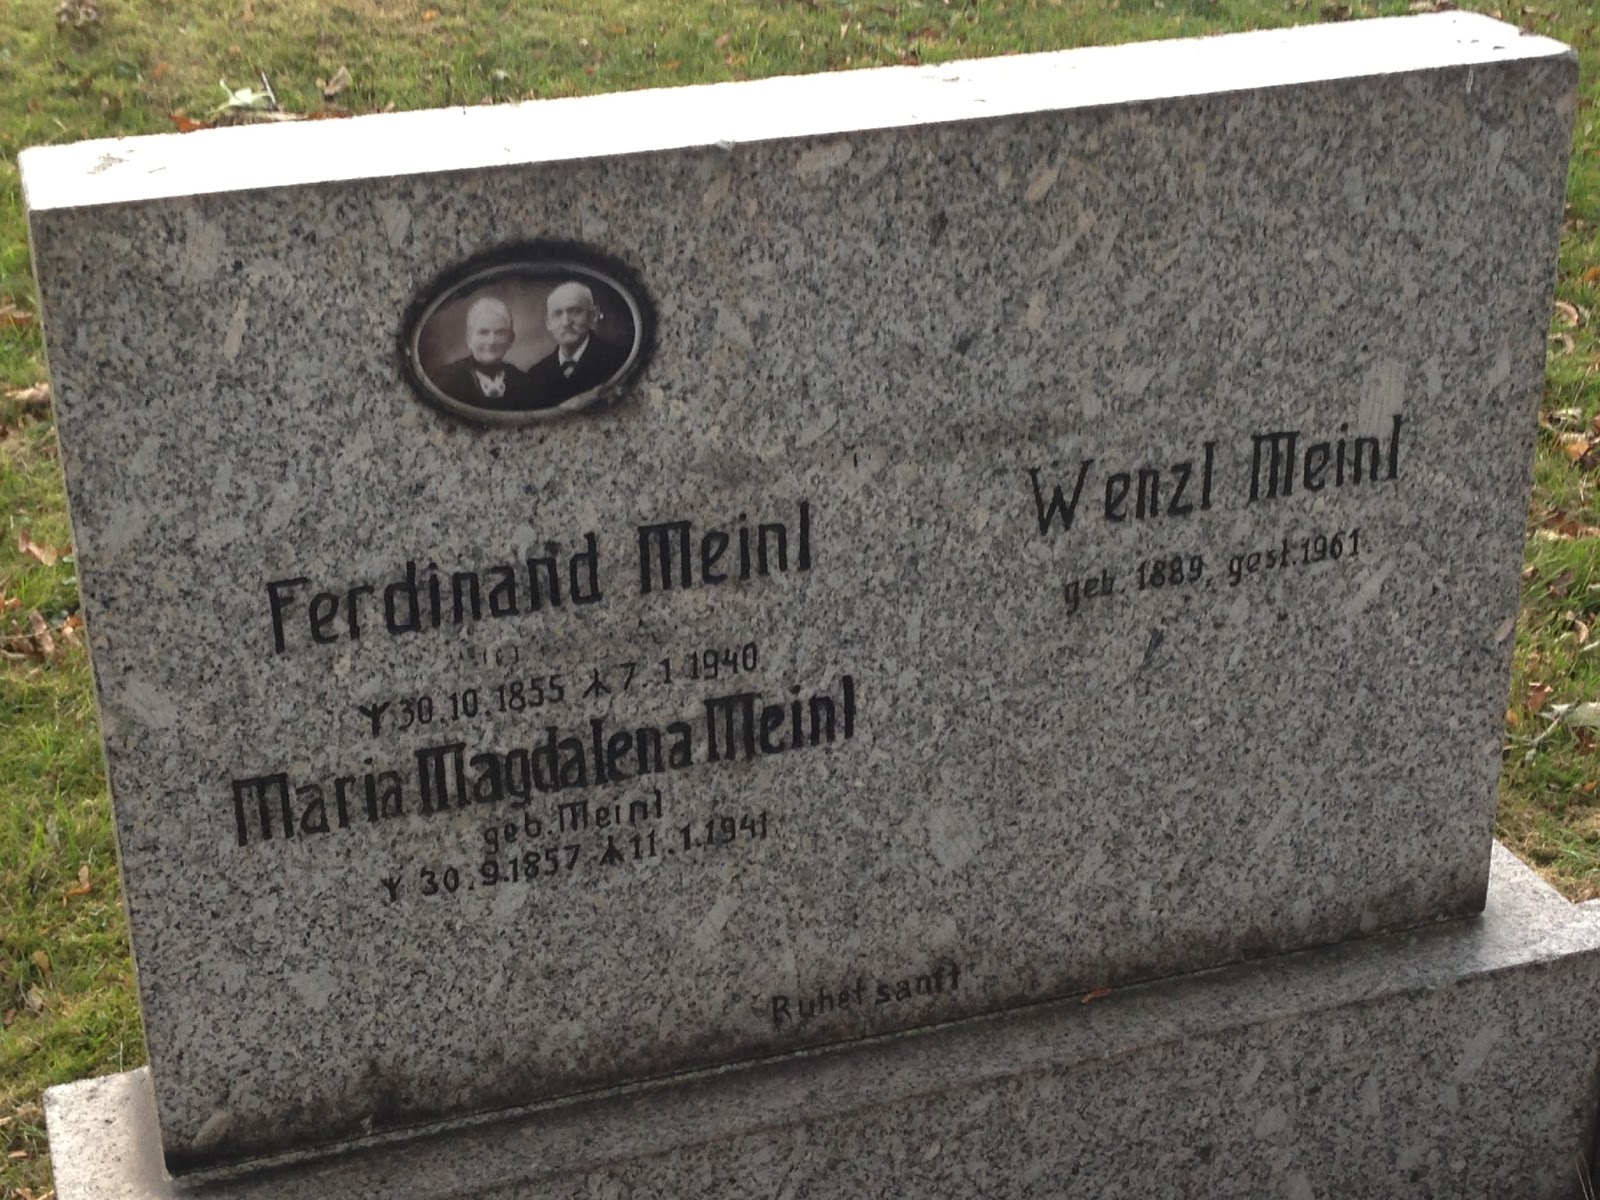 Ferdinand Meinl
ᛉ 30.10.1855 ᛣ 7.1.1940
Maria Magdalena Meinl
geb. Meinl
ᛉ 30.9.1857 ᛣ 11.1.1941
Wenzl Meinl
geb. 1889, gest. 1961.
Ruhet sanft